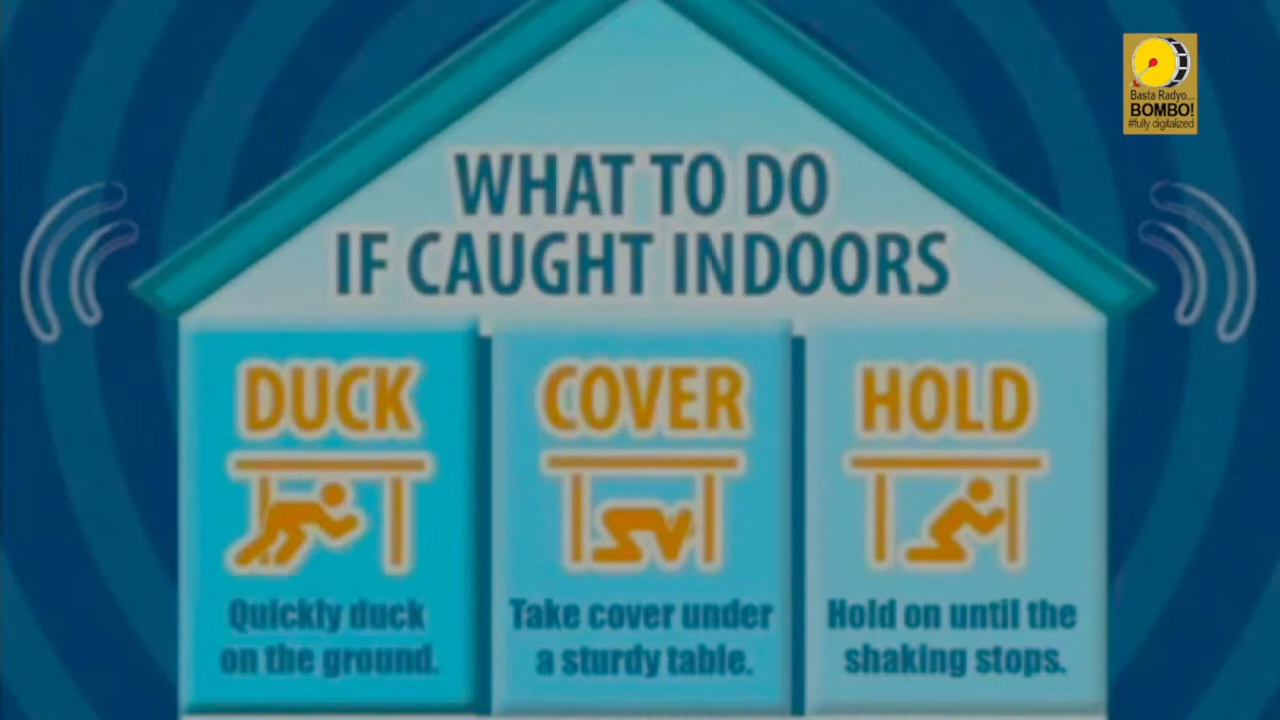 Basta Radyo...
BOMBO!
#fully digitalized
WHAT TO DO
IF CAUGHT INDOORS
DUCK
Quickly duck
on the ground.
COVER
Take cover under
a sturdy table.
HOLD
Hold on until the
shaking stops.